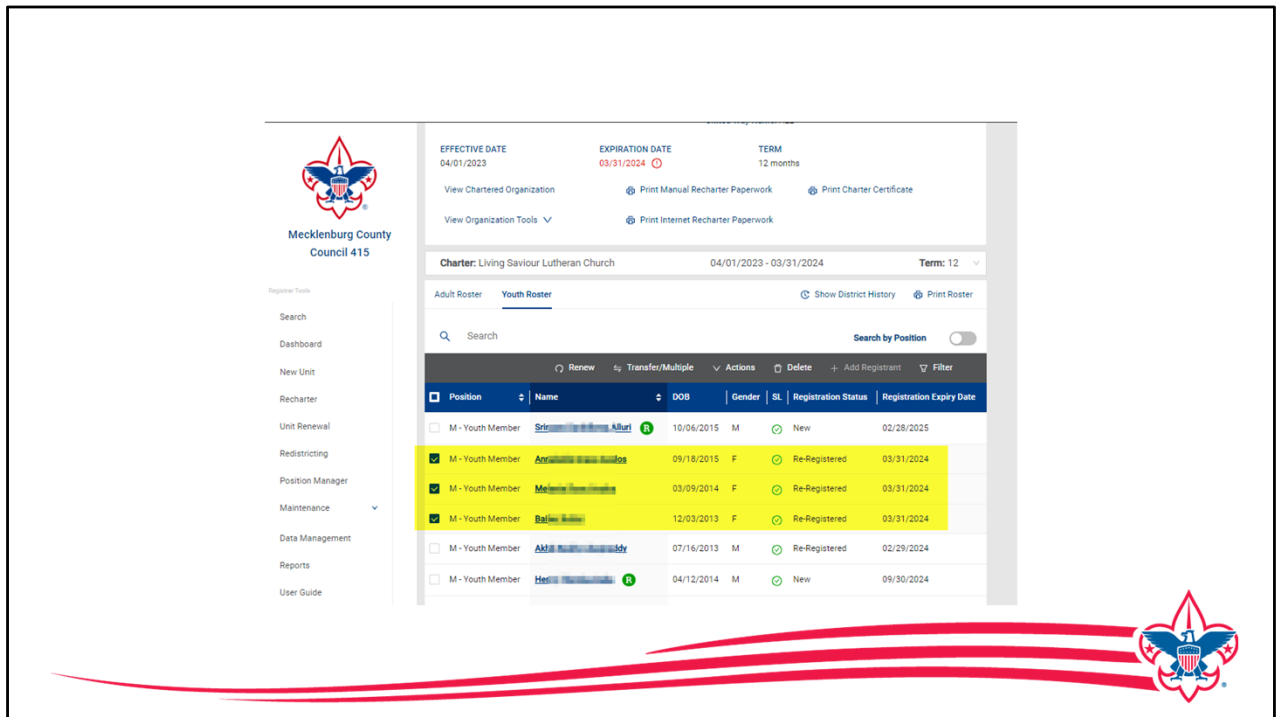 EFFECTIVE DATE EXPIRATION DATE TERM
04/01/2023 03/31/2024 12 months
View Chartered Organization Print Manual Recharter Paperwork Print Charter Certificate
View Organization Tools Print Internet Recharter Paperwork
Mecklenburg County
Council 415
Charter: Living Saviour Lutheran Church 04/01/2023 - 03/31/2024 Term: 12
Registrar Tools
Adult Roster Youth Roster Show District History Print Roster
Search
Dashboard
New Unit
Recharter
Unit Renewal
Redistricting
Position Manager
Maintenance
Data Management
Reports
User Guide
Search Search by Position
Renew Transfer/Multiple Actions Delete + Add Registrant Filter
Position Name DOB Gender SL Registration Status Registration Expiry Date
M - Youth Member Alluri R 10/06/2015 M New 02/28/2025
M - Youth Member 09/18/2015 F Re-Registered 03/31/2024
M - Youth Member 03/09/2014 F Re-Registered 03/31/2024
M - Youth Member 12/03/2013 F Re-Registered 03/31/2024
M - Youth Member 07/16/2013 M Re-Registered 02/29/2024
M - Youth Member R 04/12/2014 M New 09/30/2024